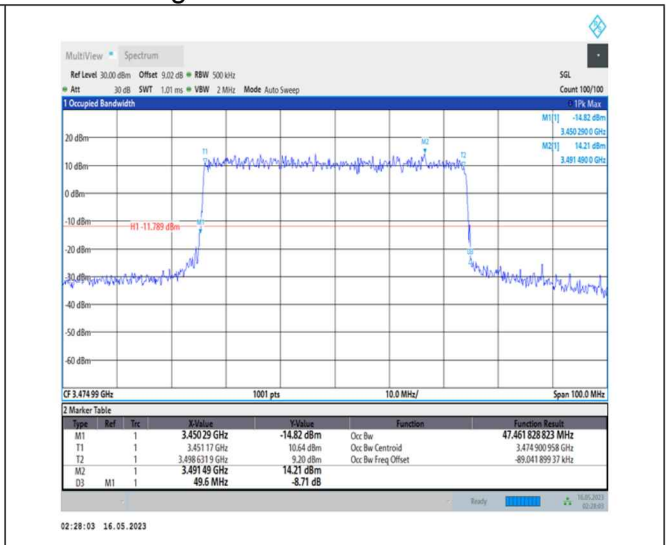 MultiView Spectrum
Ref Level 30.00 dBm Offset 9.02 dB RBW 500 kHz SGL
Att 30 dB SWT 1.01 ms VBW 2 MHz Mode Auto Sweep Count 100/100
1 Occupied Bandwidth 1Pk Max
M1[1] -14.82 dBm
3.450 290 0 GHz
M2[1] 14.21 dBm
3.491 490 0 GHz
20 dBm
M2
T1
T2
10 dBm
0 dBm
-10 dBm
M1
H1 -11.789 dBm
-20 dBm
-30 dBm
-40 dBm
-50 dBm
-60 dBm
CF 3.474 99 GHz 1001 pts 10.0 MHz/ Span 100.0 MHz
2 Marker Table
Type Ref Trc X-Value Y-Value Function Function Result
M1 1 3.450 29 GHz -14.82 dBm Occ Bw 47.461 828 823 MHz
T1 1 3.451 17 GHz 10.64 dBm Occ Bw Centroid 3.474 900 958 GHz
T2 1 3.498 631 9 GHz 9.20 dBm Occ Bw Freq Offset -89.041 899 37 kHz
M2 1 3.491 49 GHz 14.21 dBm
D3 M1 1 49.6 MHz -8.71 dB
Ready 16.05.2023
02:28:03
02:28:03 16.05.2023